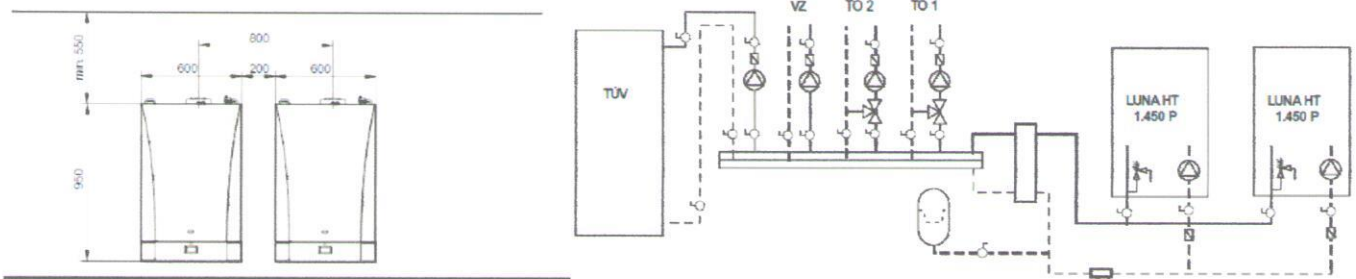 min. 550
800
600
200
600
950
VZ
TO 2
TO 1
TÚV
LUNA HT
1.450 P
LUNA HT
1.450 P